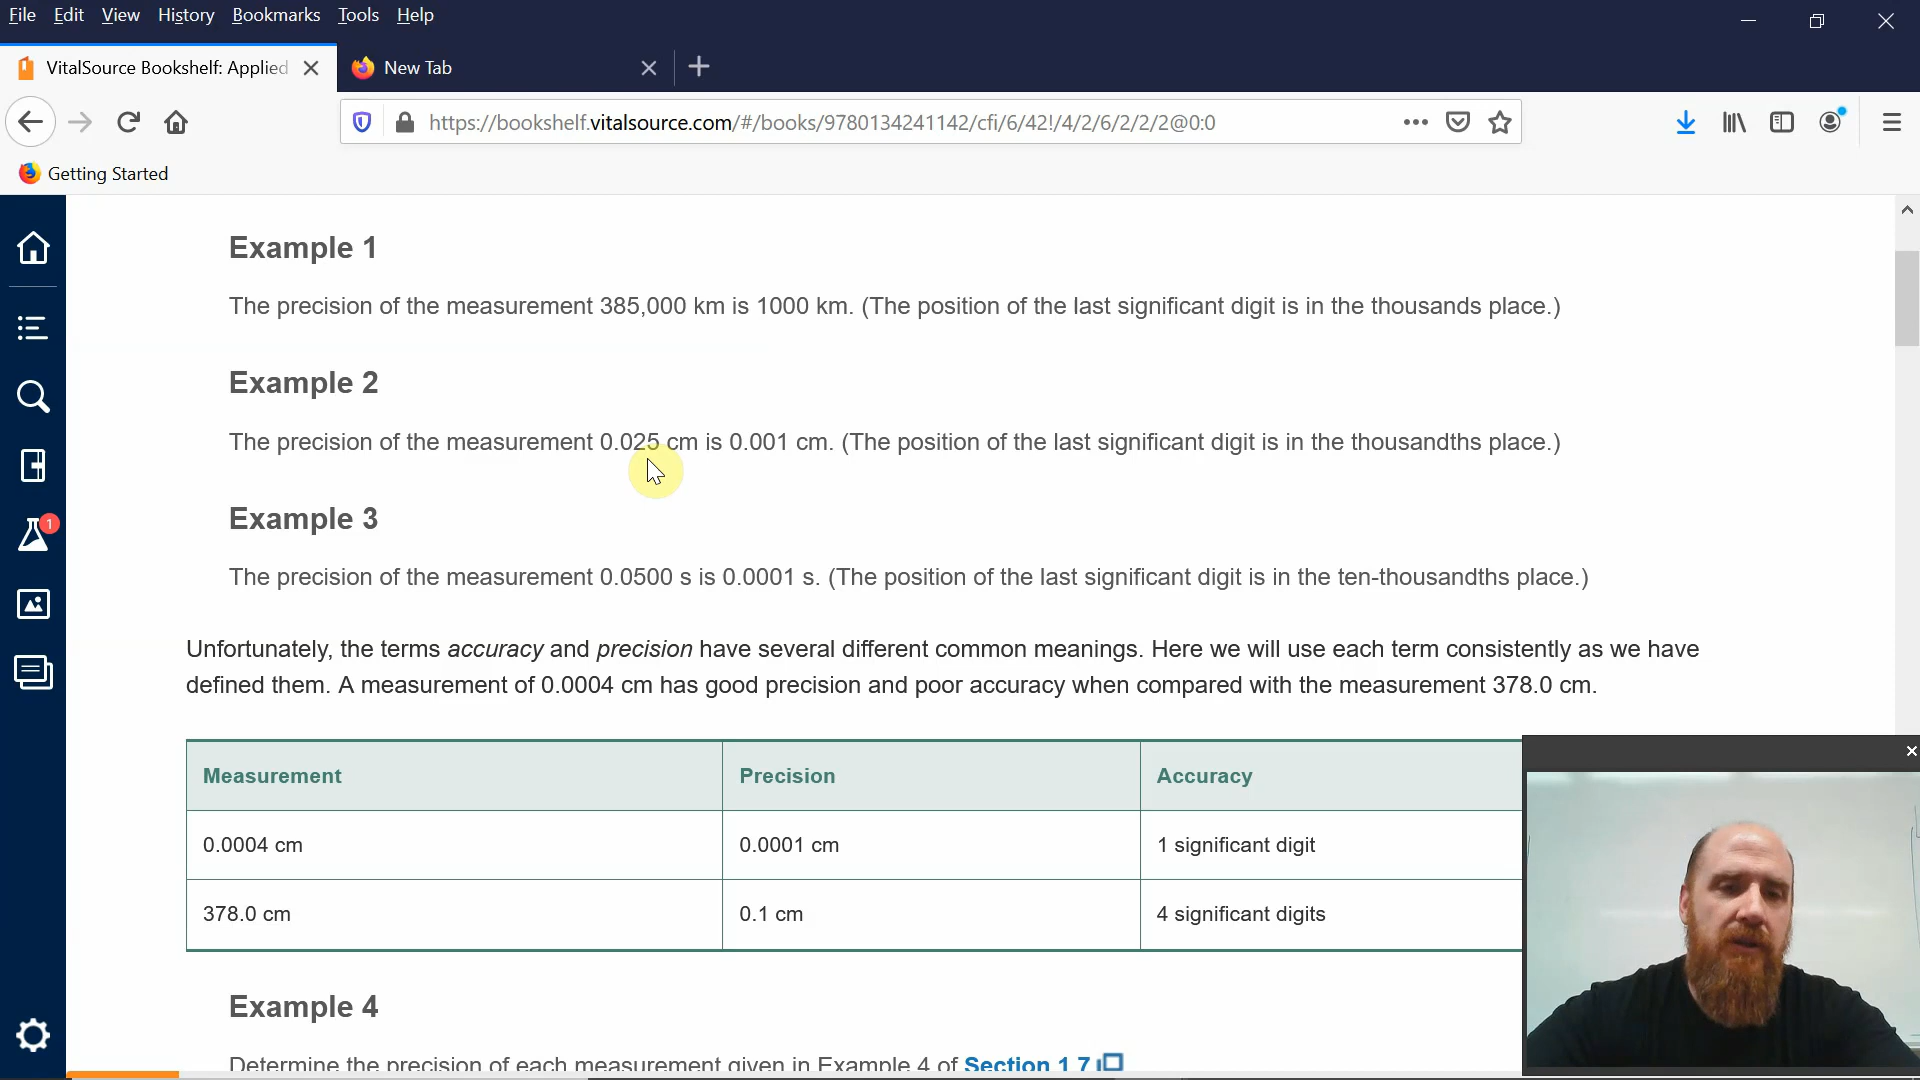 File Edit View History Bookmarks Tools Help
VitalSource Bookshelf: Applied
New Tab
https://bookshelf.vitalsource.com/#/books/9780134241142/cfi/6/42!/4/2/6/2/2/2@0:0
Getting Started
Example 1
The precision of the measurement 385,000 km is 1000 km. (The position of the last significant digit is in the thousands place.)
Example 2
The precision of the measurement 0.025 cm is 0.001 cm. (The position of the last significant digit is in the thousandths place.)
Example 3
1
The precision of the measurement 0.0500 s is 0.0001 s. (The position of the last significant digit is in the ten-thousandths place.)
Unfortunately, the terms accuracy and precision have several different common meanings. Here we will use each term consistently as we have
defined them. A measurement of 0.0004 cm has good precision and poor accuracy when compared with the measurement 378.0 cm.
Measurement Precision Accuracy
0.0004 cm 0.0001 cm 1 significant digit
378.0 cm 0.1 cm 4 significant digits
Example 4
Determine the precision of each measurement given in Example 4 of Section 1.7